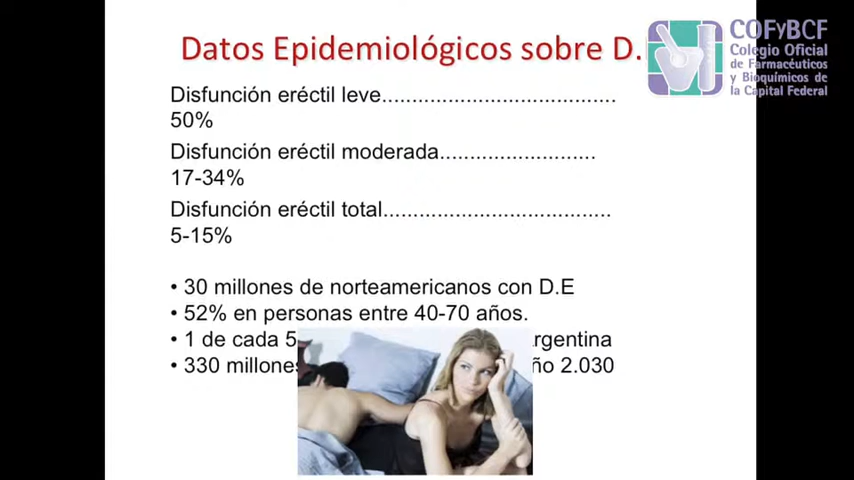 Datos Epidemiológicos sobre D.
COFyBCF
Colegio Oficial
de Farmacéuticos
y Bioquímicos de
la Capital Federal
Disfunción eréctil leve.......................................
50%
Disfunción eréctil moderada..........................
17-34%
Disfunción eréctil total......................................
5-15%
• 30 millones de norteamericanos con D.E
• 52% en personas entre 40-70 años.
• 1 de cada 5
• 330 millones 2.030